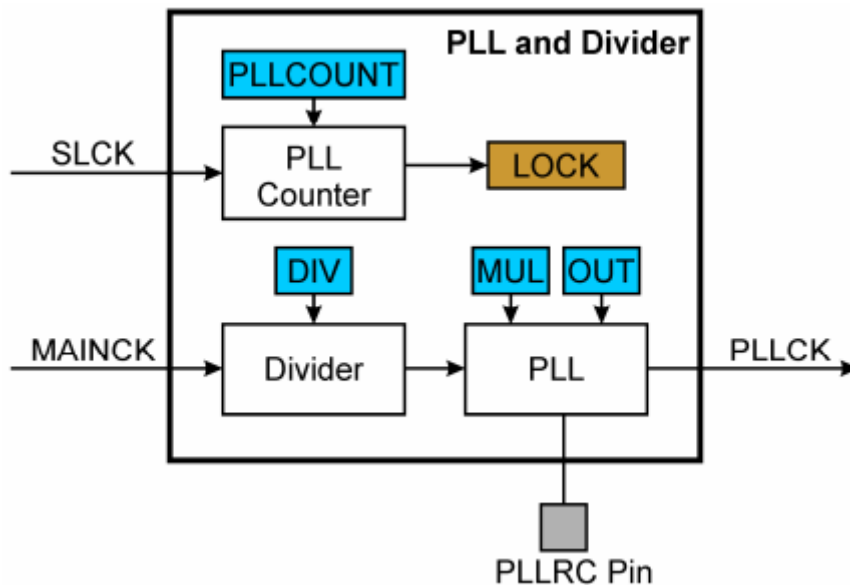 PLL and Divider
PLLCOUNT
SLCK
PLL
Counter
LOCK
DIV
MUL
OUT
MAINCK
Divider
PLL
PLLCK
PLLRC Pin